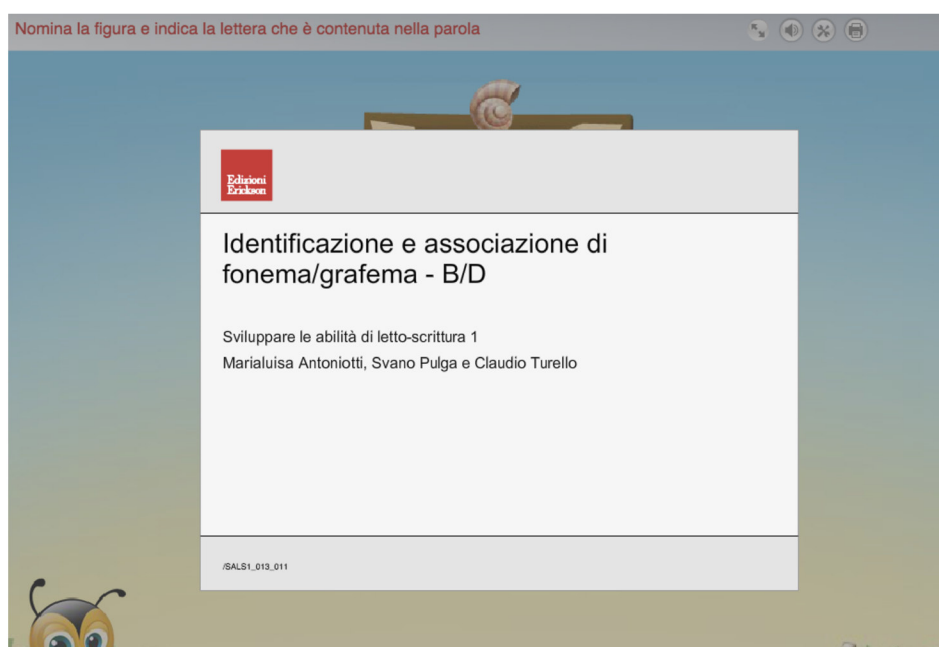 Nomina la figura e indica la lettera che è contenuta nella parola
Edizioni
Erickson
Identificazione e associazione di
fonema/grafema - B/D
Sviluppare le abilità di letto-scrittura 1
Marialuisa Antoniotti, Svano Pulga e Claudio Turello
/SALS1_013_011